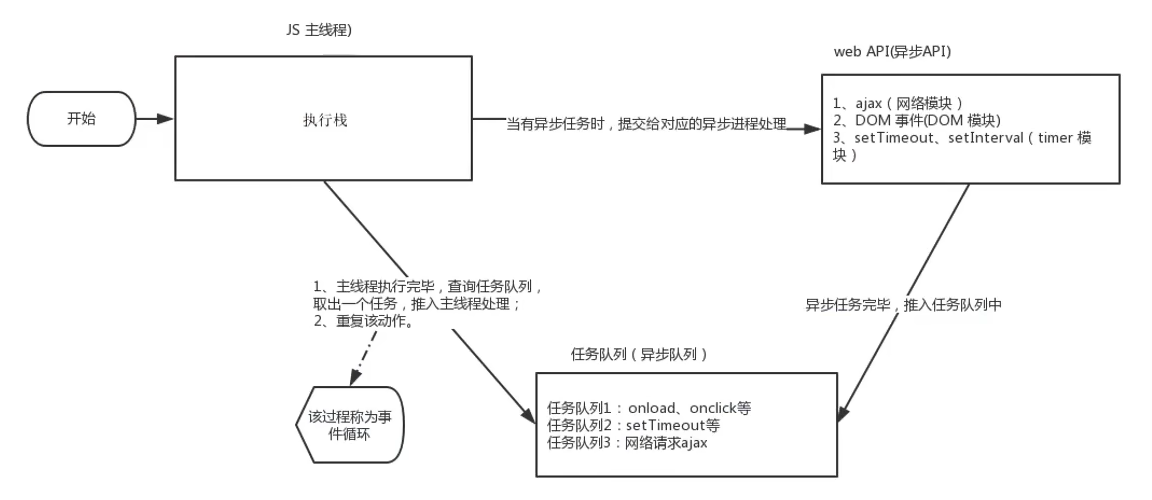 JS 主线程)
web API(异步API)
开始
执行栈
当有异步任务时，提交给对应的异步进程处理
1、ajax（网络模块）
2、DOM 事件(DOM 模块)
3、setTimeout、setInterval（timer 模
块）
1、主线程执行完毕，查询任务队列，
取出一个任务，推入主线程处理；
2、重复该动作。
异步任务完毕，推入任务队列中
任务队列（异步队列）
该过程称为事
件循环
任务队列1： onload、onclick等
任务队列2：setTimeout等
任务队列3：网络请求ajax